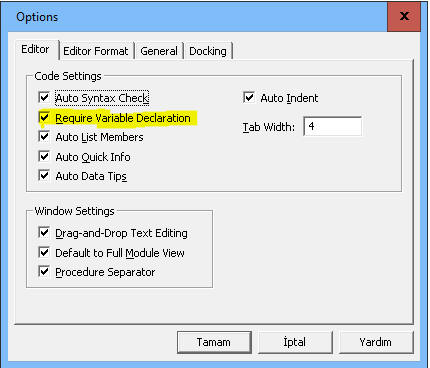 Options
x
Editor Editor Format General Docking
Code Settings
Auto Syntax Check
Auto Indent
Require Variable Declaration
Tab Width: 4
Auto List Members
Auto Quick Info
Auto Data Tips
Window Settings
Drag-and-Drop Text Editing
Default to Full Module View
Procedure Separator
Tamam İptal Yardım